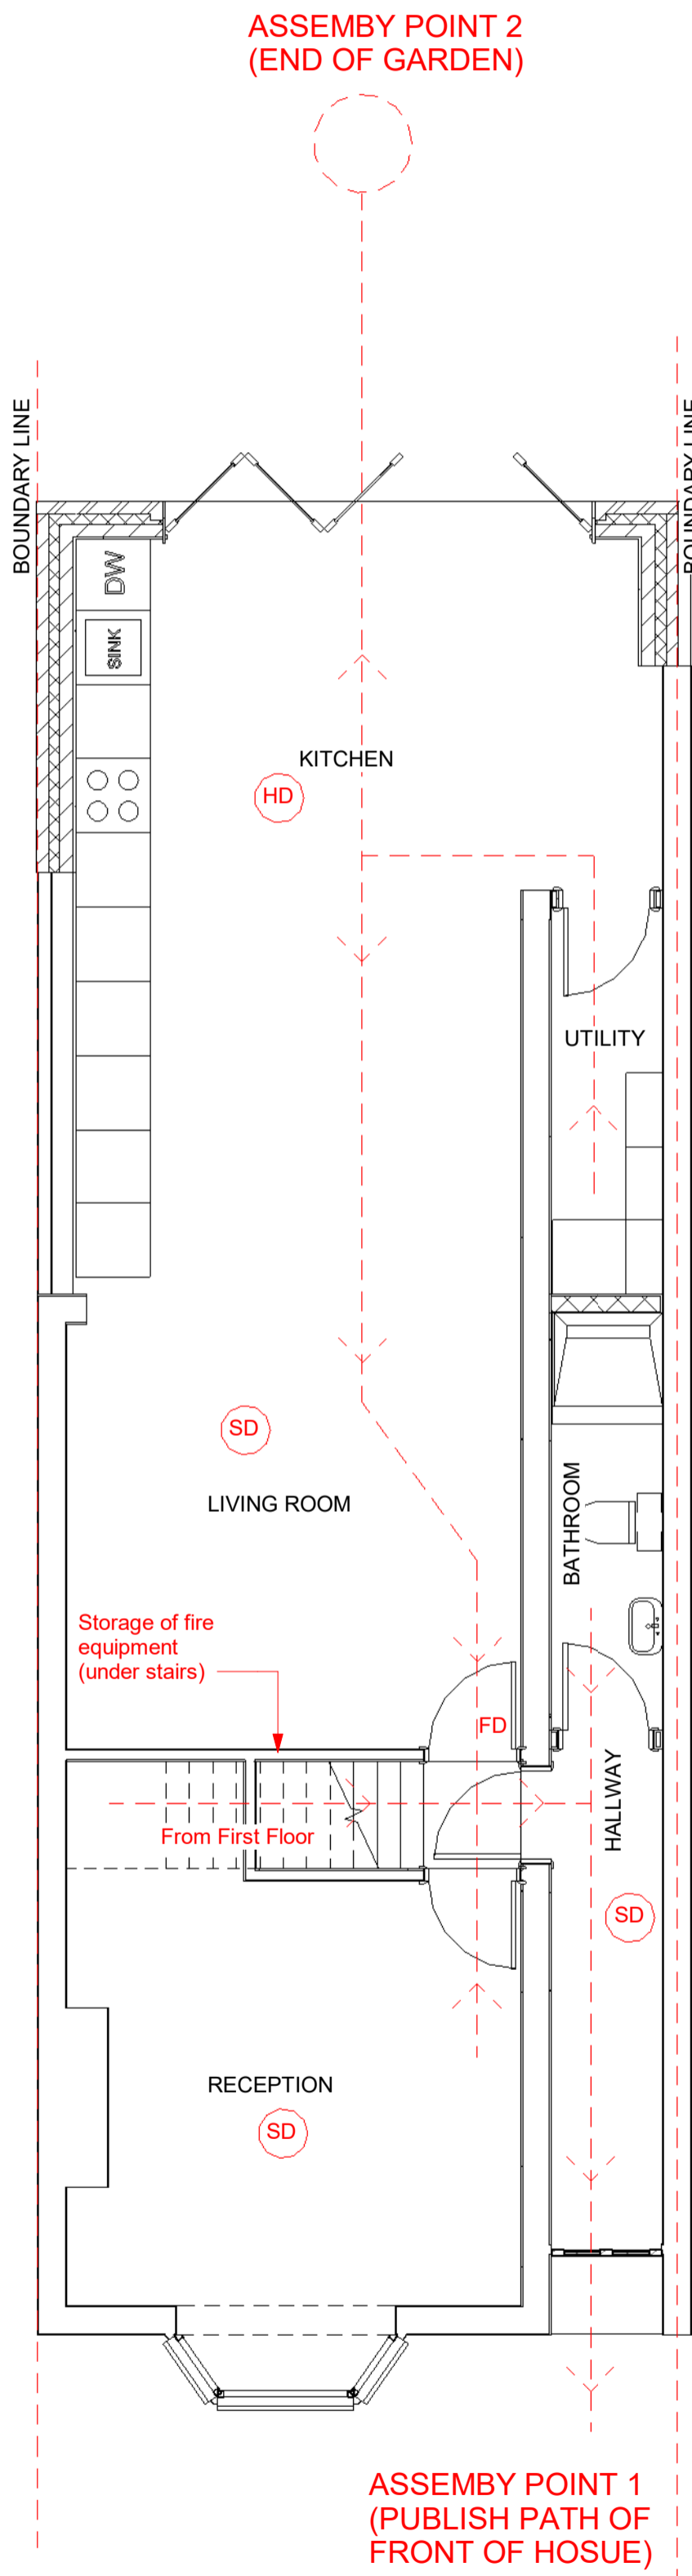 ASSEMBY POINT 2
(END OF GARDEN)
BOUNDARY LINE
BOUNDARY LINE
DW
SINK
KITCHEN
HD
UTILITY
SD
LIVING ROOM
BATHROOM
Storage of fire
equipment
(under stairs)
FD
HALLWAY
From First Floor
SD
RECEPTION
SD
ASSEMBY POINT 1
(PUBLISH PATH OF
FRONT OF HOSUE)